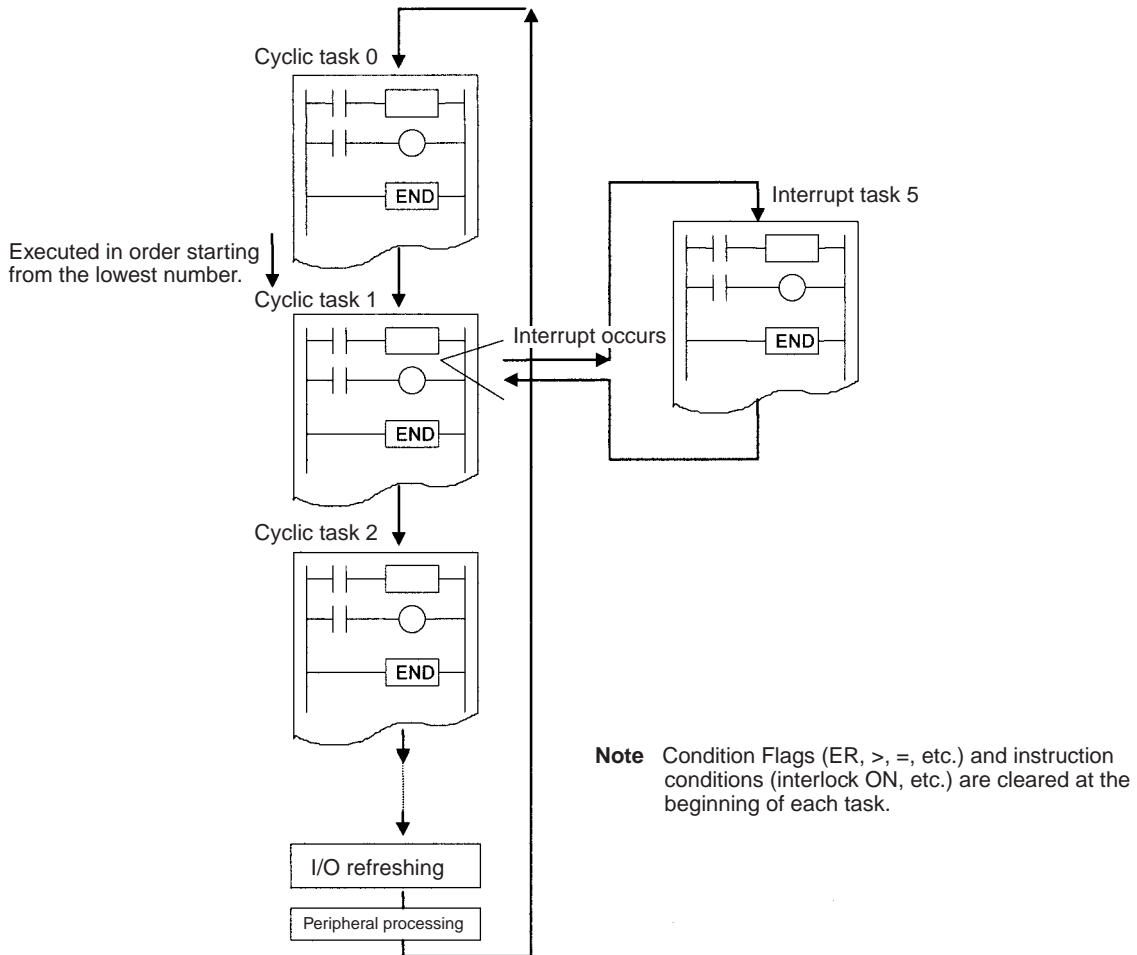 Cyclic task 0
END
Executed in order starting
from the lowest number.
Cyclic task 1
END
Interrupt occurs
Interrupt task 5
END
Cyclic task 2
END
Note Condition Flags (ER, >, =, etc.) and instruction
conditions (interlock ON, etc.) are cleared at the
beginning of each task.
I/O refreshing
Peripheral processing